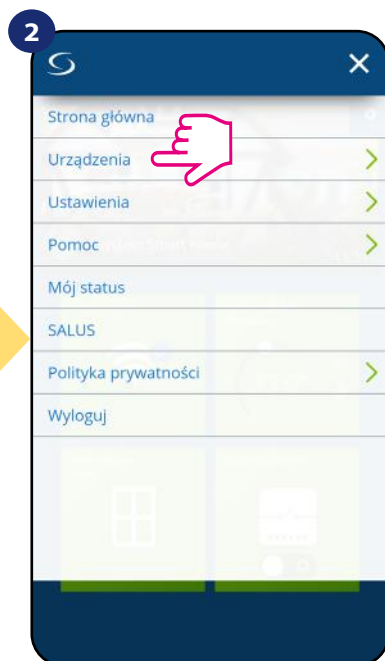 2
Strona główna
Urządzenia
Ustawienia
Pomoc
Mój status
SALUS
Polityka prywatności
Wyloguj